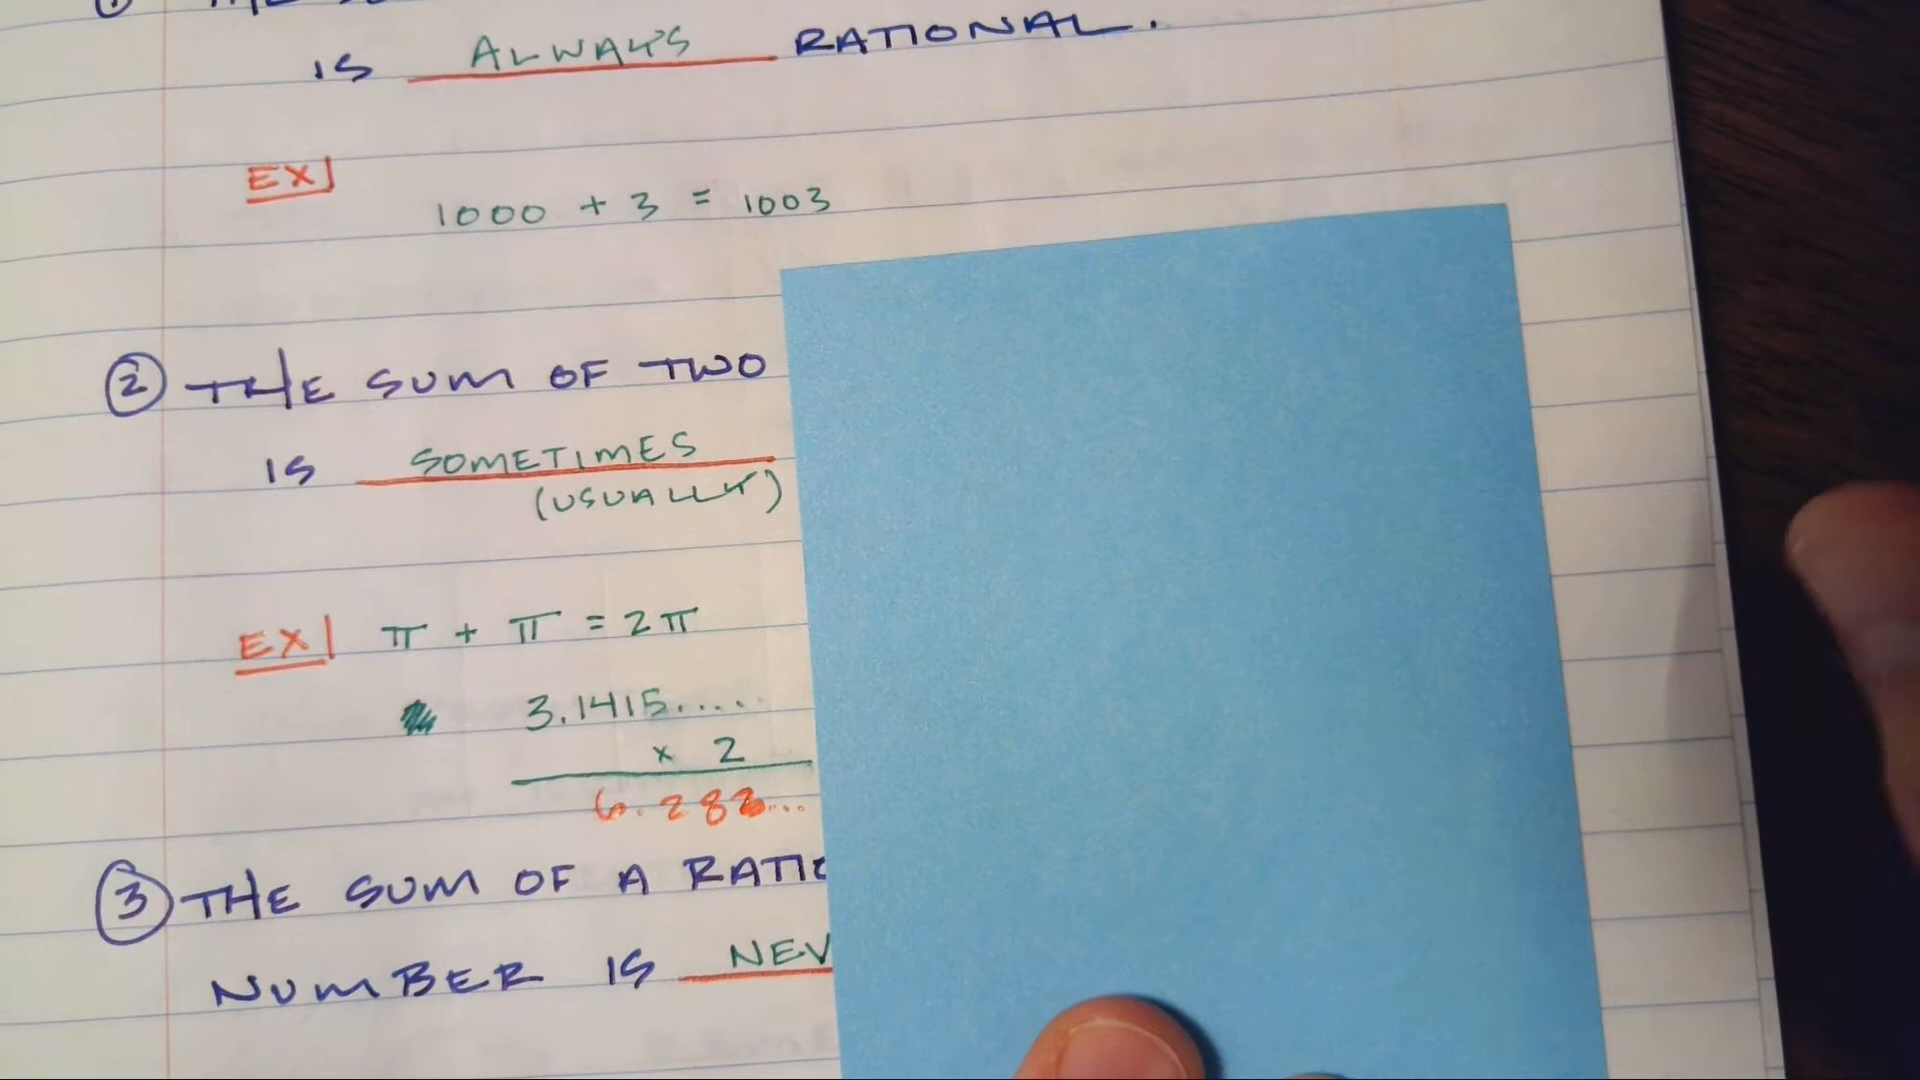 IS ALWAYS RATIONAL.
EX
1000 + 3 = 1003
② THE SUM OF TWO
IS SOMETIMES
(USUALLY)
EX π + π = 2π
3.1415.....
x 2
6.28...
③ THE SUM OF A RATIO
NUMBER IS NEV